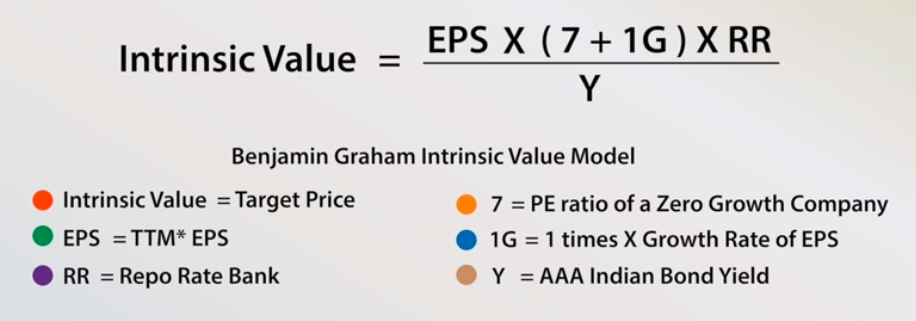 Intrinsic Value = EPS X ( 7 + 1G ) X RR
Y
Benjamin Graham Intrinsic Value Model
Intrinsic Value = Target Price
EPS = TTM* EPS
RR = Repo Rate Bank
7 = PE ratio of a Zero Growth Company
1G = 1 times X Growth Rate of EPS
Y = AAA Indian Bond Yield